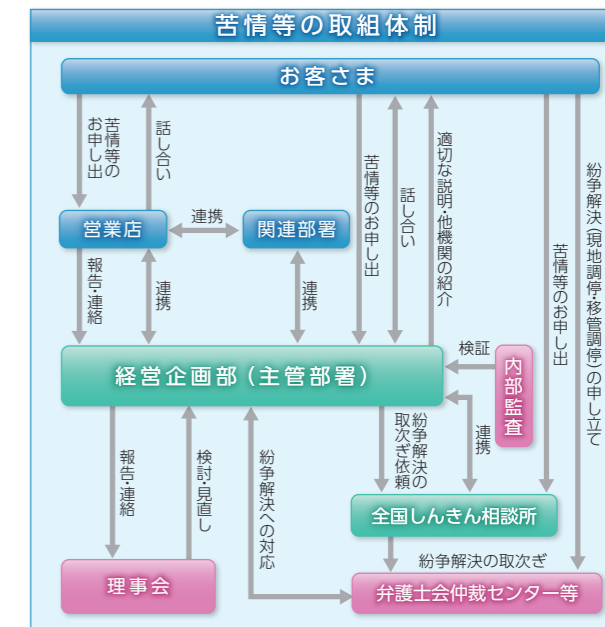 苦情等の取組体制
お客さま
苦情等の
お申し出
話し合い
苦情等のお申し出
話し合い
適切な説明・他機関の紹介
苦情等のお申し出
紛争解決（現地調停・移管調停）の申し立て
営業店
連携
関連部署
報告・連絡
連携
連携
経営企画部（主管部署）
検証
内部監査
報告・連絡
検討・見直し
紛争解決への対応
紛争解決の
取次ぎ依頼
連携
全国しんきん相談所
紛争解決の取次ぎ
理事会
弁護士会仲裁センター等